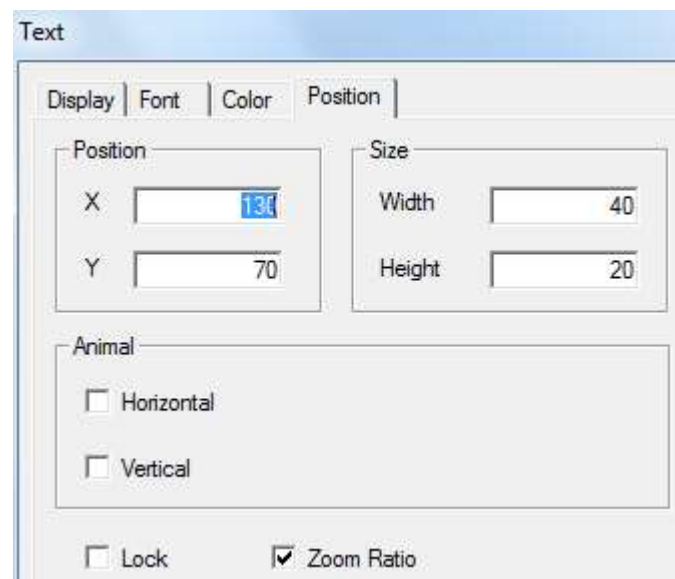 Text
Display Font Color Position
Position Size
X 130 Width 40
Y 70 Height 20
Animal
Horizontal
Vertical
Lock Zoom Ratio